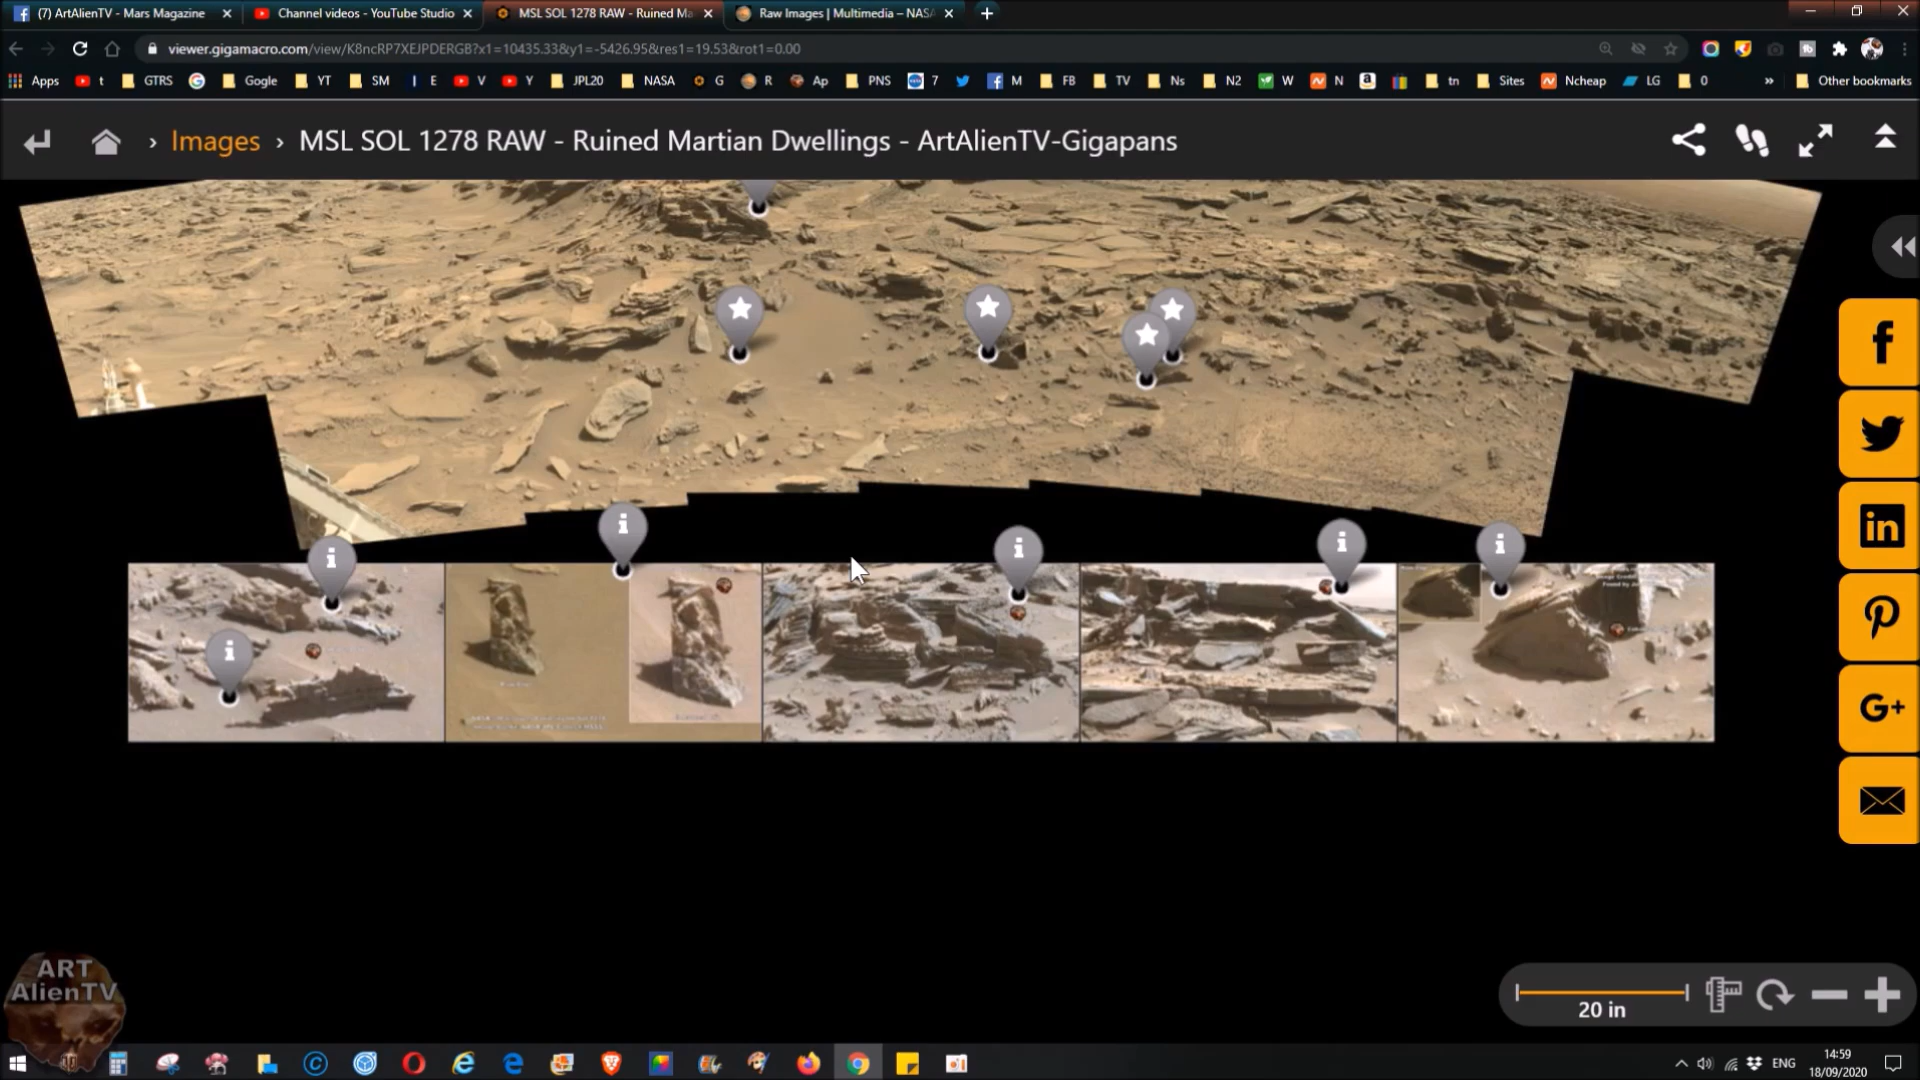 (7) ArtAlienTV - Mars Magazine
Channel videos - YouTube Studio
MSL SOL 1278 RAW - Ruined Ma
Raw Images | Multimedia – NASA
viewer.gigamacro.com/view/K8ncRP7XEJPDERGB?x1=10435.33&y1=-5426.95&res1=19.53&rot1=0.00
Apps t GTRS Gogle YT SM E V Y JPL20 NASA G R Ap PNS 7 M FB TV Ns N2 W N tn Sites Ncheap LG 0 » Other bookmarks
› Images › MSL SOL 1278 RAW - Ruined Martian Dwellings - ArtAlienTV-Gigapans
f
in
G+
ART
AlienTV
20 in
ENG
14:59
18/09/2020